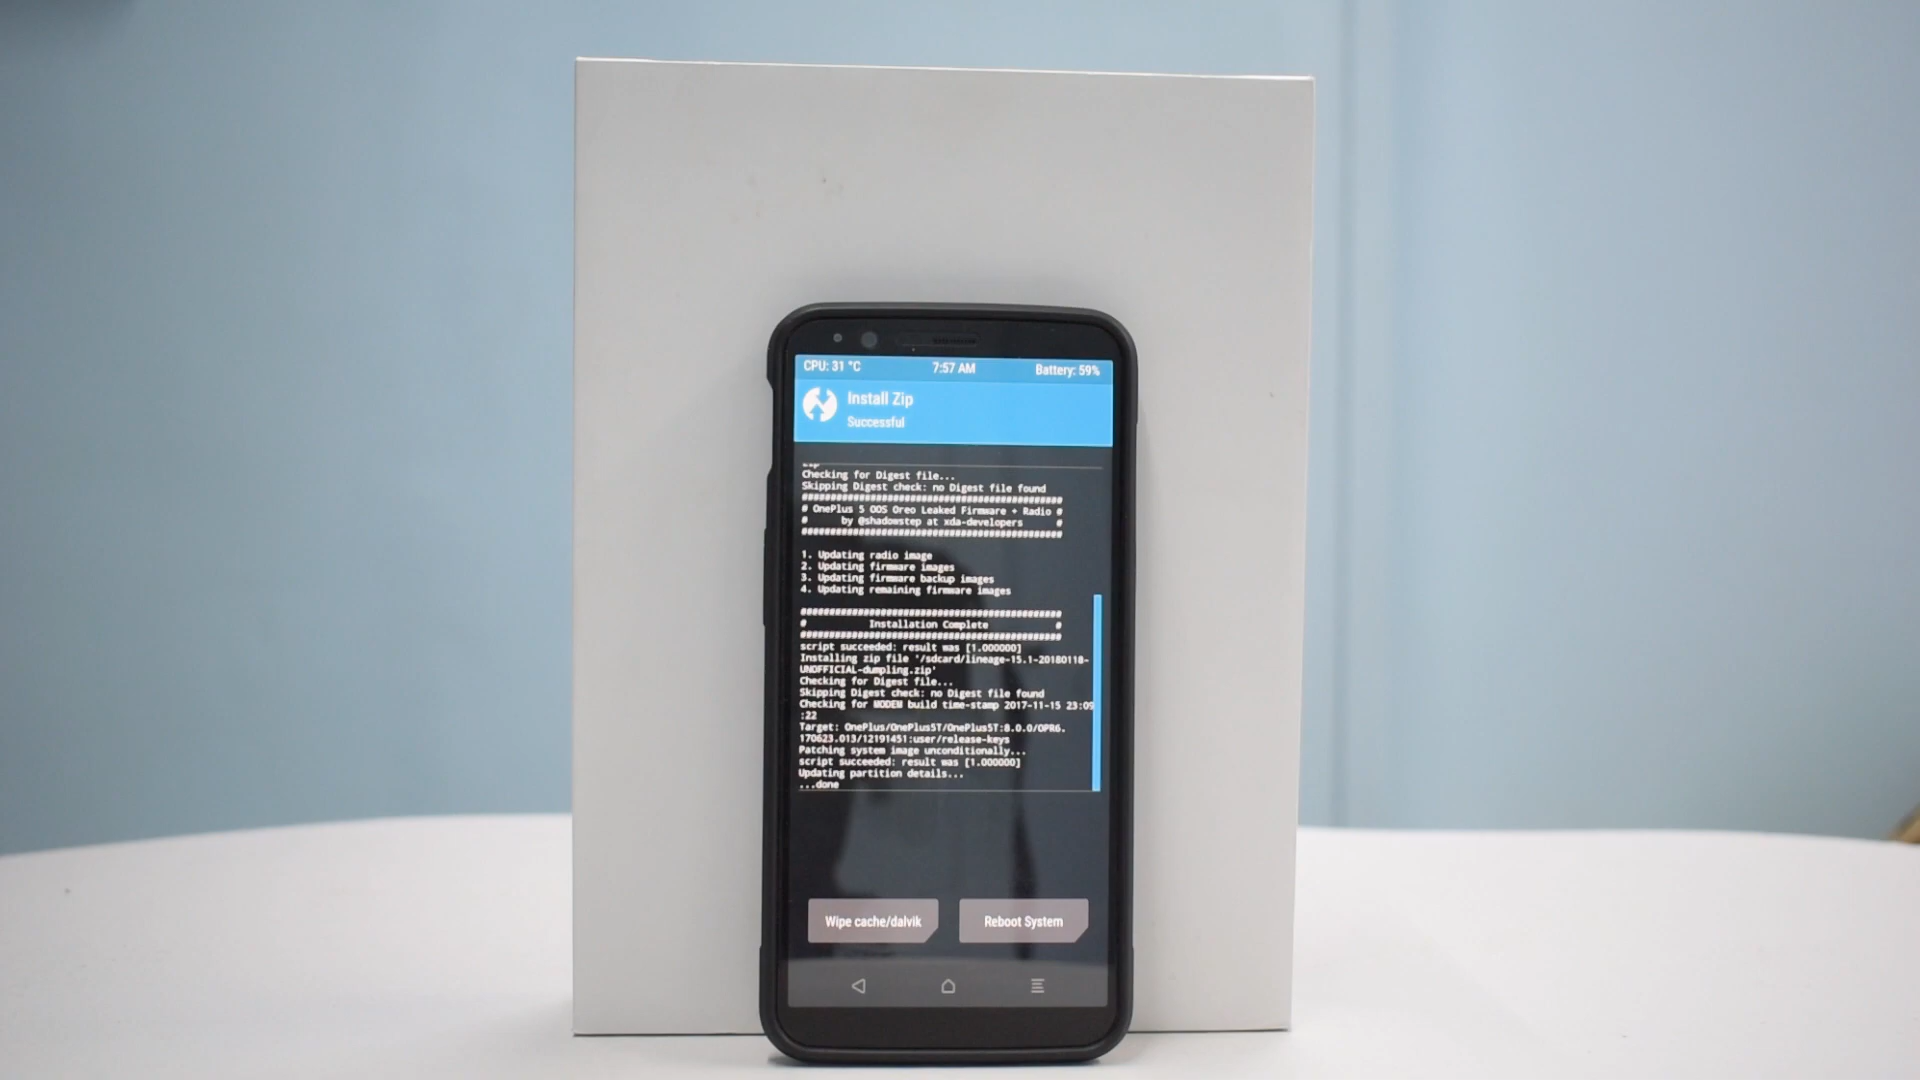 CPU: 31 °C 7:57 AM Battery: 59%
Install Zip
Successful
Checking for Digest file...
Skipping Digest check: no Digest file found
############################################
# OnePlus 5 OOS Oreo Leaked Firmware + Radio #
# by @shadowstep at xda-developers #
############################################
1. Updating radio image
2. Updating firmware images
3. Updating firmware backup images
4. Updating remaining firmware images
############################################
# Installation Complete #
############################################
script succeeded: result was [1.000000]
Installing zip file '/sdcard/lineage-15.1-20180118-
UNOFFICIAL-dumpling.zip'
Checking for Digest file...
Skipping Digest check: no Digest file found
Checking for MODEM build time-stamp 2017-11-15 23:09
:22
Target: OnePlus/OnePlus5T/OnePlus5T:8.0.0/OPR6.
170623.013/12191451:user/release-keys
Patching system image unconditionally...
script succeeded: result was [1.000000]
Updating partition details...
...done
Wipe cache/dalvik Reboot System